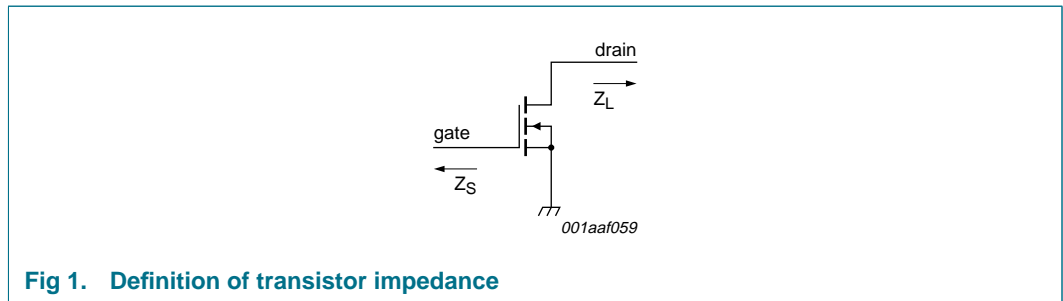 drain
Z_L
gate
Z_S
001aaf059
Fig 1. Definition of transistor impedance